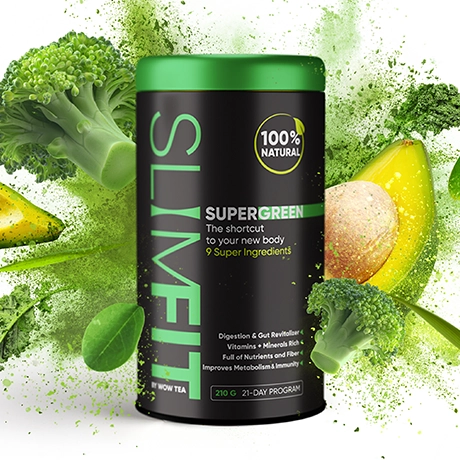 SLIMFIT
BY WOW TEA
100%
NATURAL
SUPERGREEN
The shortcut
to your new body
9 Super Ingredients
Digestion & Gut Revitalizer
Vitamins + Minerals Rich
Full of Nutrients and Fiber
Improves Metabolism & Immunity
210 G 21-DAY PROGRAM